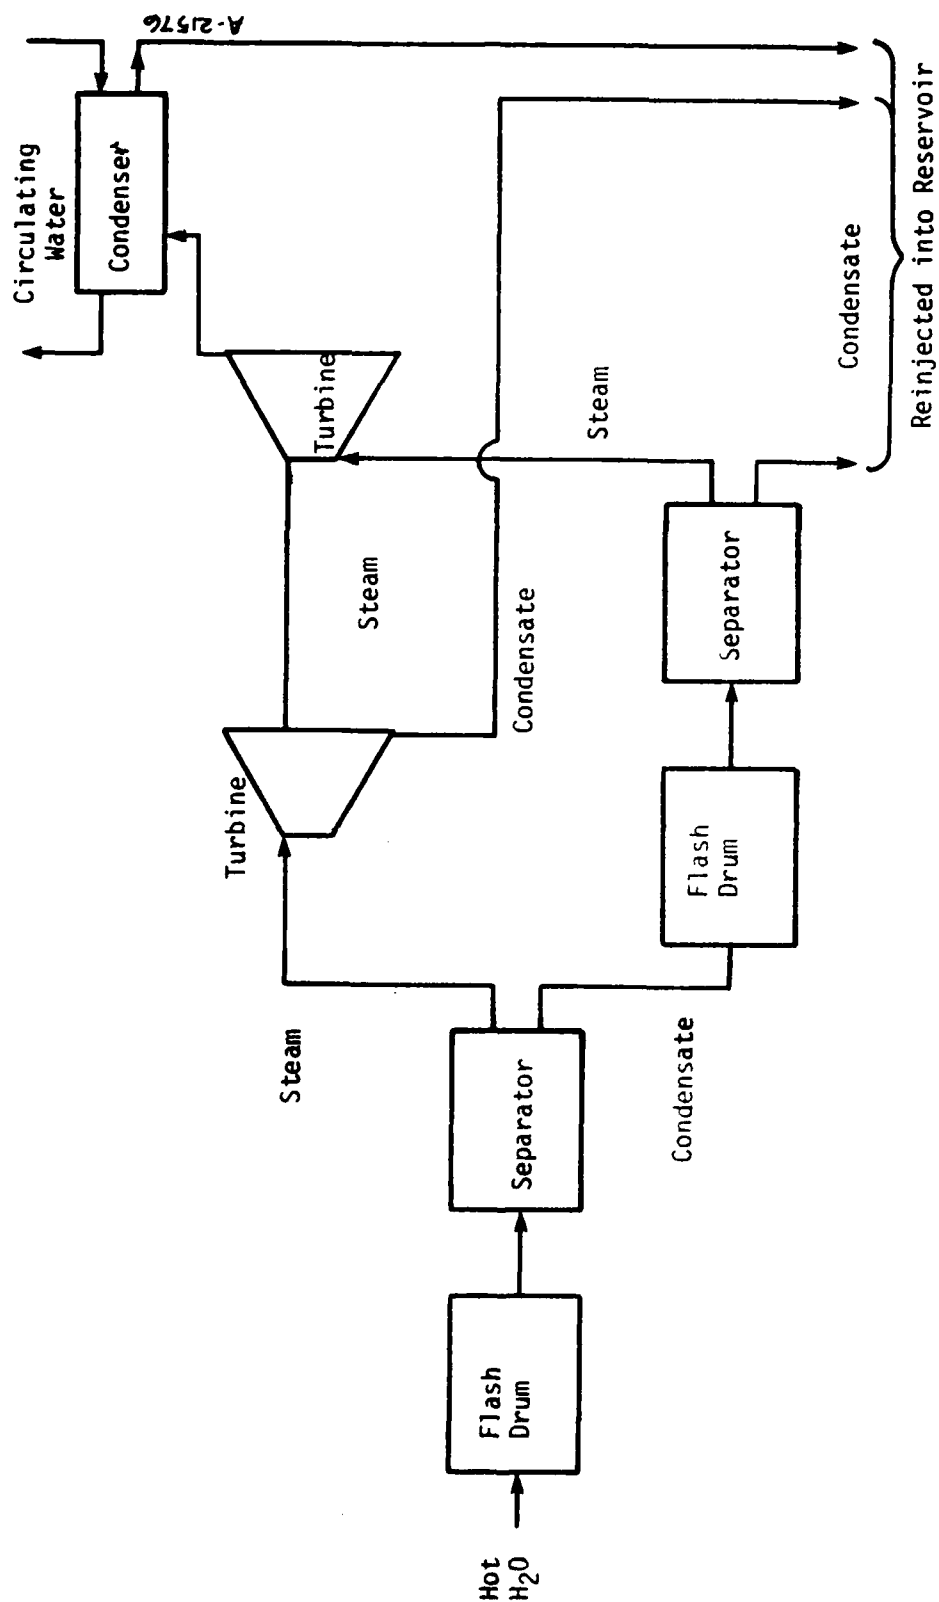 Hot
H₂O
Flash
Drum
Separator
Steam
Condensate
Turbine
Flash
Drum
Separator
Steam
Condensate
Turbine
Steam
Condensate
Circulating
Water
Condenser
A-21576
Reinjected into Reservoir